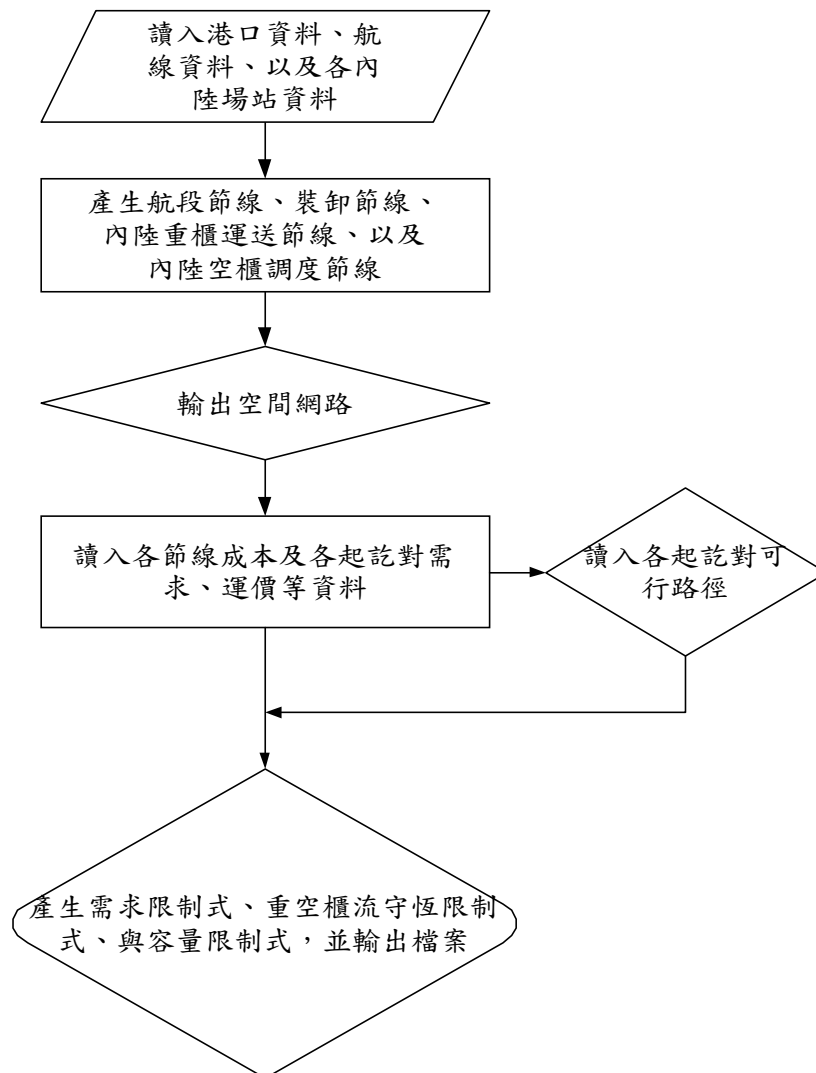 讀入港口資料、航
線資料、以及各內
陸場站資料
產生航段節線、裝卸節線、
內陸重櫃運送節線、以及
內陸空櫃調度節線
輸出空間網路
讀入各節線成本及各起訖對需
求、運價等資料
讀入各起訖對可
行路徑
產生需求限制式、重空櫃流守恆限制
式、與容量限制式，並輸出檔案